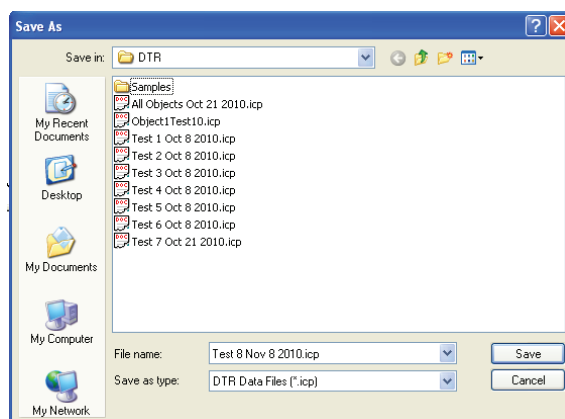 Save As
Save in: DTR
Samples
All Objects Oct 21 2010.icp
Object1Test10.icp
Test 1 Oct 8 2010.icp
Test 2 Oct 8 2010.icp
Test 3 Oct 8 2010.icp
Test 4 Oct 8 2010.icp
Test 5 Oct 8 2010.icp
Test 6 Oct 8 2010.icp
Test 7 Oct 21 2010.icp
My Recent
Documents
Desktop
My Documents
My Computer
My Network
File name: Test 8 Nov 8 2010.icp Save
Save as type: DTR Data Files (*.icp) Cancel